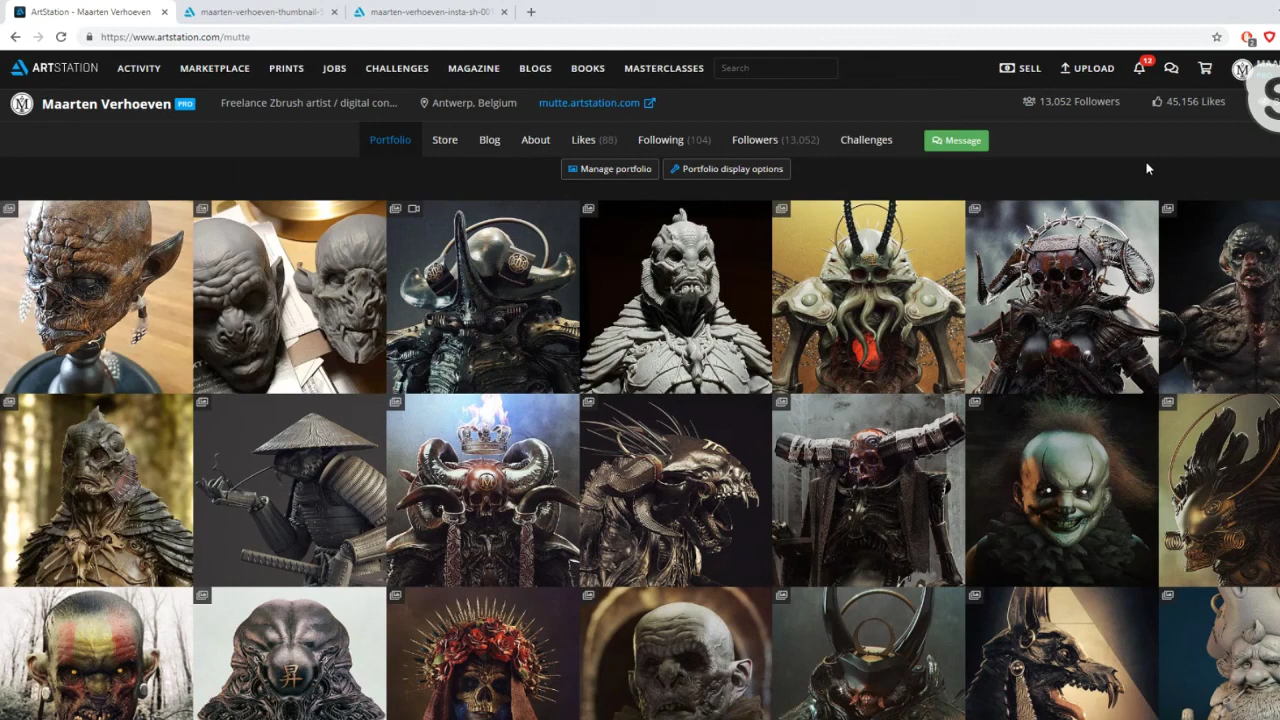 ArtStation - Maarten Verhoeven
maarten-verhoeven-thumbnail-
maarten-verhoeven-insta-sh-001
https://www.artstation.com/mutte
2
ARTSTATION ACTIVITY MARKETPLACE PRINTS JOBS CHALLENGES MAGAZINE BLOGS BOOKS MASTERCLASSES Search SELL UPLOAD 12
Maarten Verhoeven PRO Freelance Zbrush artist / digital con... Antwerp, Belgium mutte.artstation.com 13,052 Followers 45,156 Likes
Portfolio Store Blog About Likes (88) Following (104) Followers (13,052) Challenges Message
Manage portfolio Portfolio display options
昇